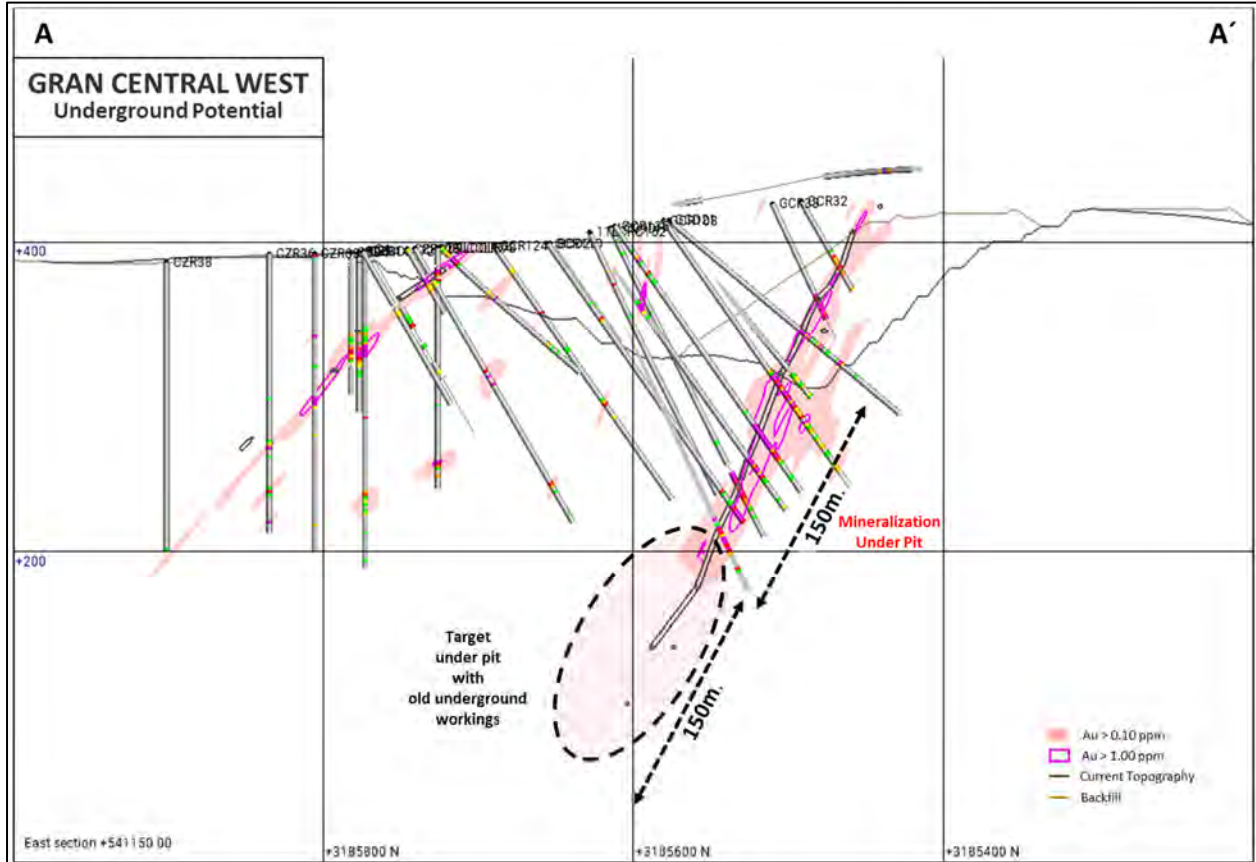 A
A´
GRAN CENTRAL WEST
Underground Potential
GCR33
GCR32
+400
CZR38
CZR36
GCR124
150m.
Mineralization
Under Pit
+200
Target
under pit
with
old underground
workings
150m.
Au > 0.10 ppm
Au > 1.00 ppm
Current Topography
Backfill
East section +541150.00
+3185800 N
+3185600 N
+3185400 N